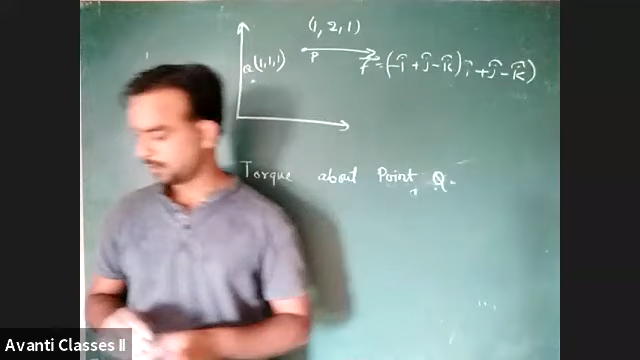 (1, 2, 1)
Q(1,1,1)
P
F = (-î + ĵ - k̂) î + ĵ - k̂)
Torque about Point Q.
Avanti Classes II